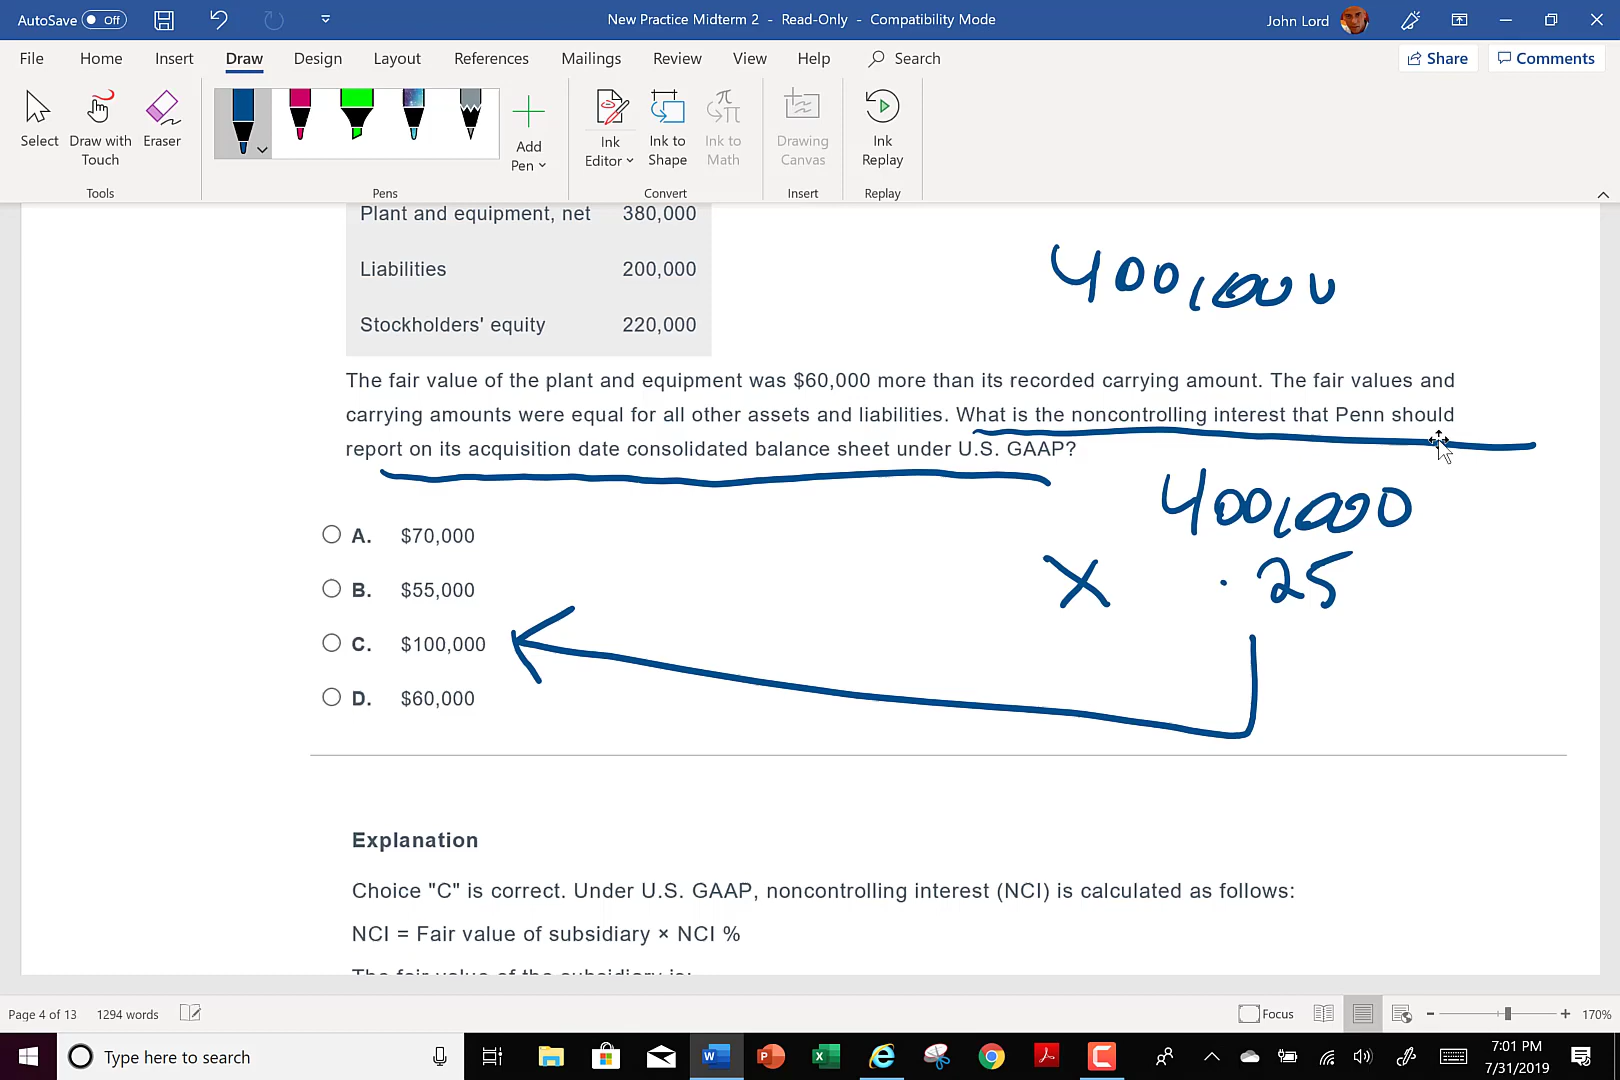 AutoSave Off New Practice Midterm 2 - Read-Only - Compatibility Mode John Lord
File Home Insert Draw Design Layout References Mailings Review View Help Search Share Comments
Select Draw with Touch Eraser Add Pen Ink Editor Ink to Shape Ink to Math Drawing Canvas Ink Replay
Tools Pens Convert Insert Replay
Plant and equipment, net 380,000
400,000
Liabilities 200,000
Stockholders' equity 220,000
The fair value of the plant and equipment was $60,000 more than its recorded carrying amount. The fair values and
carrying amounts were equal for all other assets and liabilities. What is the noncontrolling interest that Penn should
report on its acquisition date consolidated balance sheet under U.S. GAAP?
400,000
A. $70,000
x .25
B. $55,000
C. $100,000
D. $60,000
Explanation
Choice "C" is correct. Under U.S. GAAP, noncontrolling interest (NCI) is calculated as follows:
NCI = Fair value of subsidiary × NCI %
The fair value of the subsidiary is:
Page 4 of 13 1294 words Focus 170%
Type here to search 7:01 PM
7/31/2019